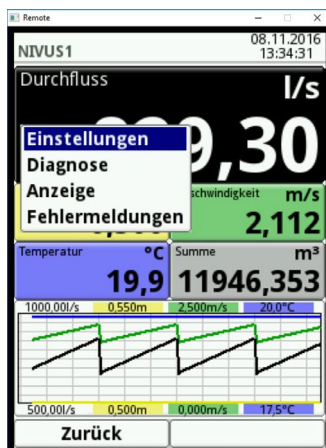 Remote
NIVUS1
08.11.2016
13:34:31
Durchfluss
l/s
9,30
Einstellungen
Diagnose
Anzeige
Fehlermeldungen
m/s
2,112
Temperatur °C
19,9
Summe m³
11946,353
1000,00l/s 0,550m 2,500m/s 20,0°C
500,00l/s 0,500m 0,000m/s 17,5°C
Zurück